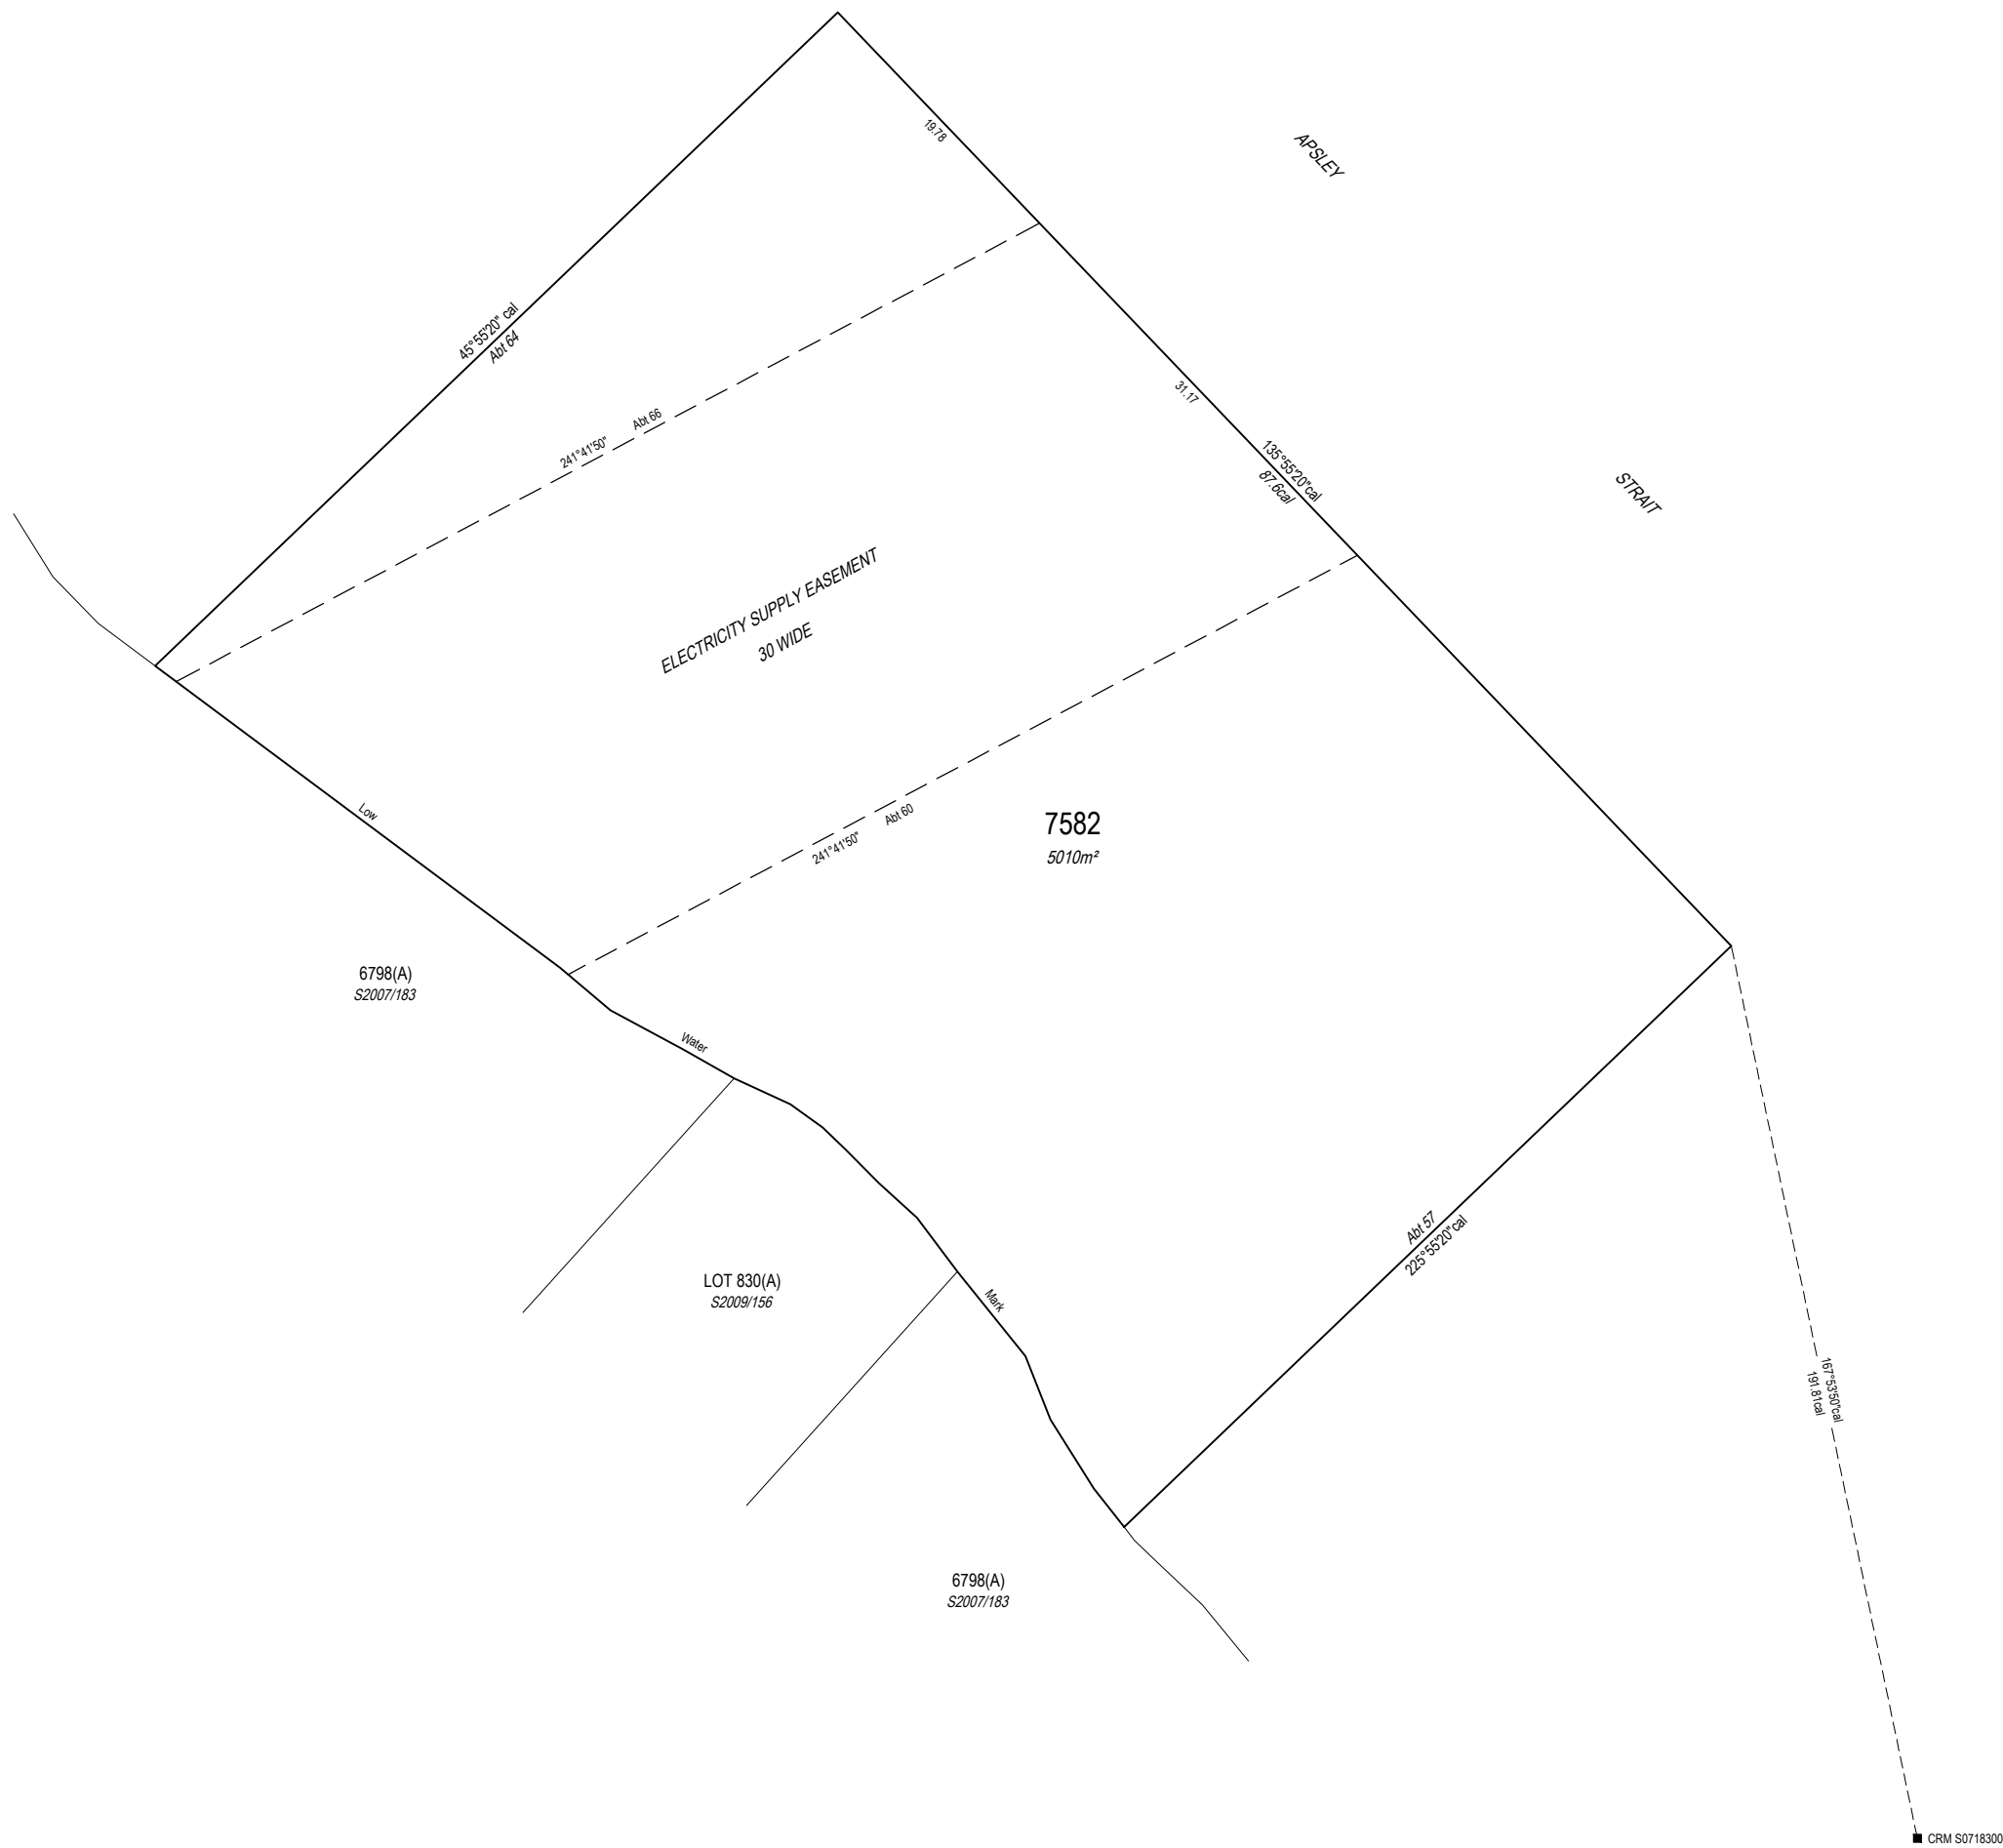 19.78
APSLEY
45°55'20" cal
Abt 64
241°41'50" Abt 66
31.17
135°55'20"cal
87.6cal
STRAIT
ELECTRICITY SUPPLY EASEMENT
30 WIDE
Low
241°41'50" Abt 60
7582
5010m²
6798(A)
S2007/183
Water
Abt 57
225°55'20"cal
LOT 830(A)
S2009/156
Mark
167°53'50"cal
191.81cal
6798(A)
S2007/183
CRM S0718300